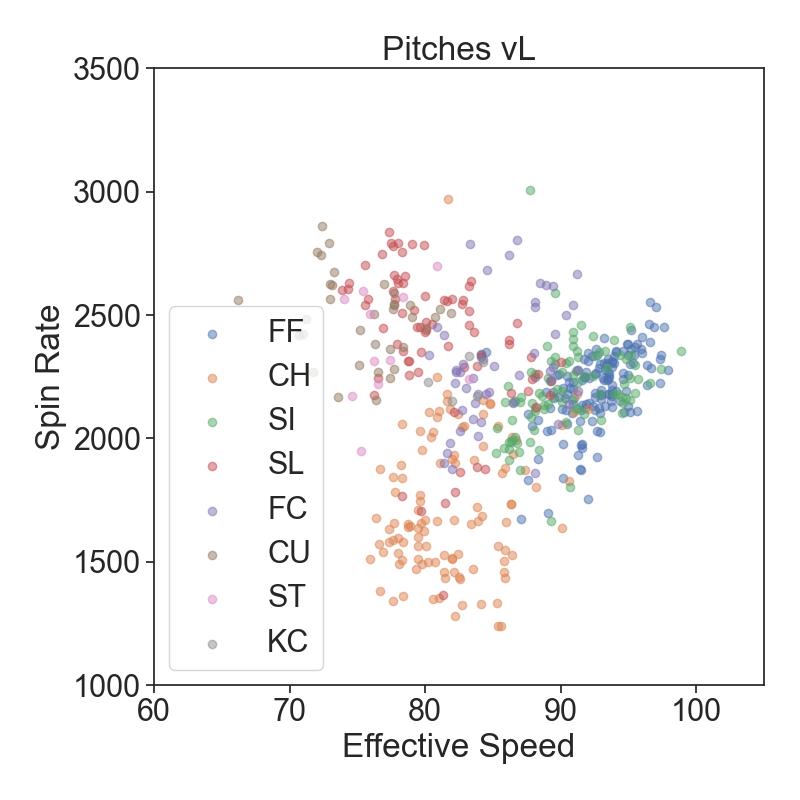 Pitches vL
3500
3000
2500
2000
1500
1000
Spin Rate
FF
CH
SI
SL
FC
CU
ST
KC
60 70 80 90 100
Effective Speed